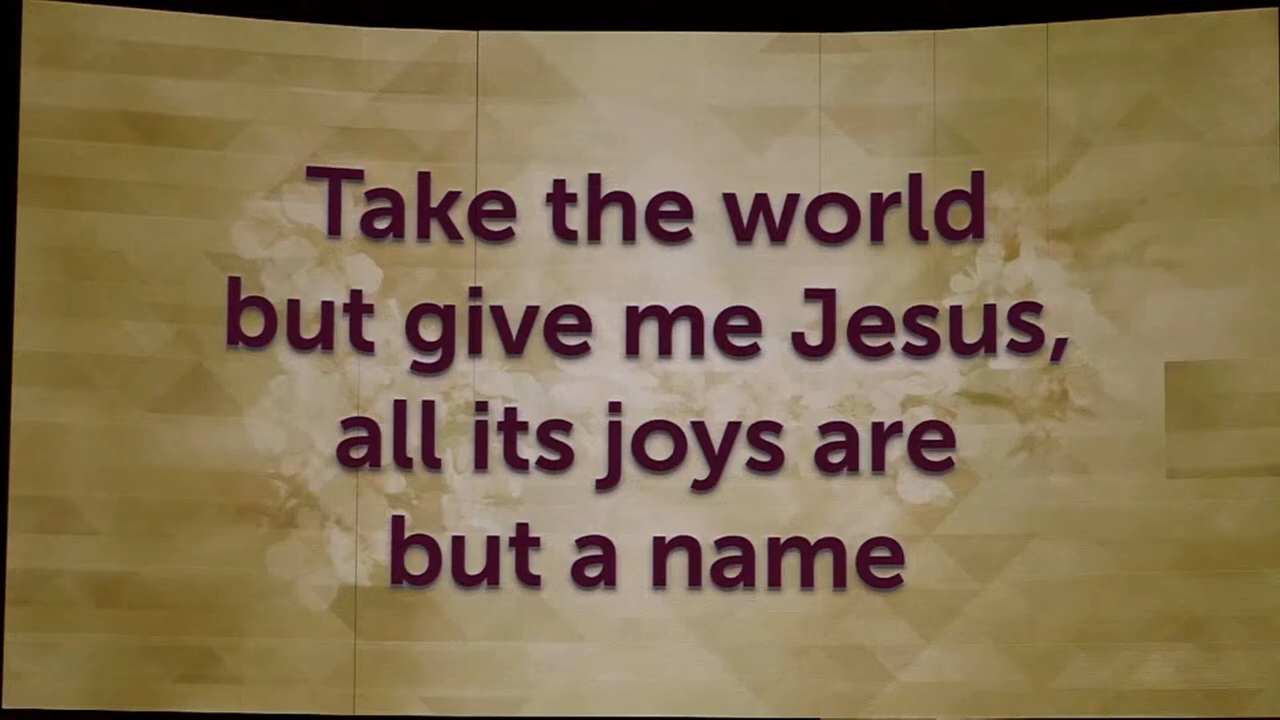 Take the world
but give me Jesus,
all its joys are
but a name